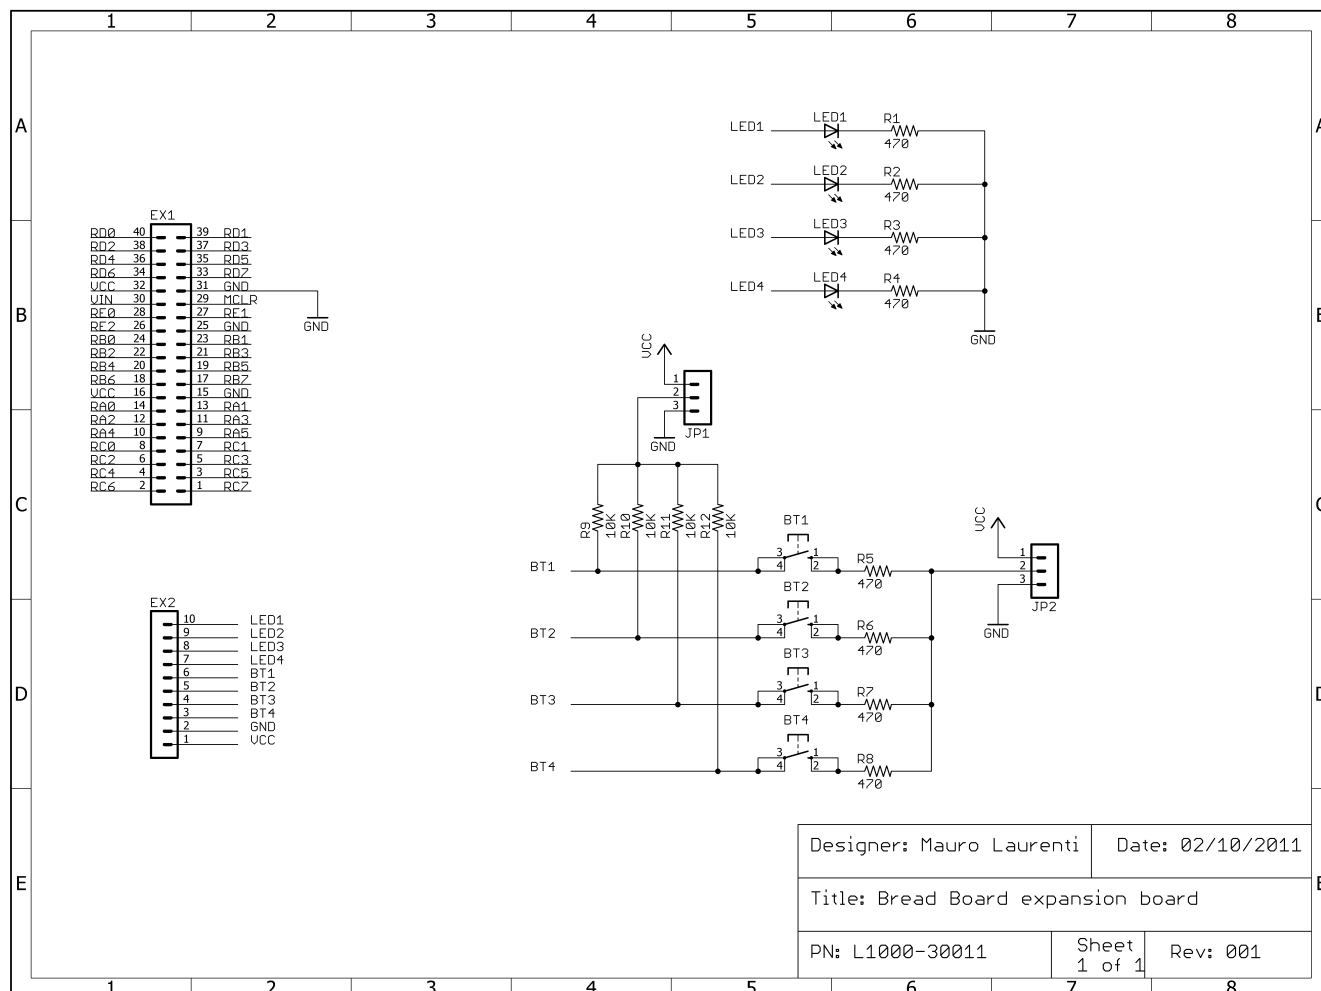 1 2 3 4 5 6 7 8
A A
LED1 LED1 R1
470
LED2 LED2 R2
470
LED3 LED3 R3
470
LED4 LED4 R4
470
GND
EX1
RD0 40 39 RD1
RD2 38 37 RD3
RD4 36 35 RD5
RD6 34 33 RD7
VCC 32 31 GND
VIN 30 29 MCLR
RE0 28 27 RE1
RE2 26 25 GND
RB0 24 23 RB1
RB2 22 21 RB3
RB4 20 19 RB5
RB6 18 17 RB7
VCC 16 15 GND
RA0 14 13 RA1
RA2 12 11 RA3
RA4 10 9 RA5
RC0 8 7 RC1
RC2 6 5 RC3
RC4 4 3 RC5
RC6 2 1 RC7
GND
B
VCC
1
2
3
JP1
GND
C
R9 10K R10 10K R11 10K R12 10K
BT1
BT1 3 1 R5
4 2 470
BT2
BT2 3 1 R6
4 2 470
BT3
BT3 3 1 R7
4 2 470
BT4
BT4 3 1 R8
4 2 470
VCC
1
2
3
JP2
GND
EX2
10 LED1
9 LED2
8 LED3
7 LED4
6 BT1
5 BT2
4 BT3
3 BT4
2 GND
1 VCC
D
E
Designer: Mauro Laurenti Date: 02/10/2011
Title: Bread Board expansion board
PN: L1000-30011 Sheet 1 of 1 Rev: 001
1 2 3 4 5 6 7 8